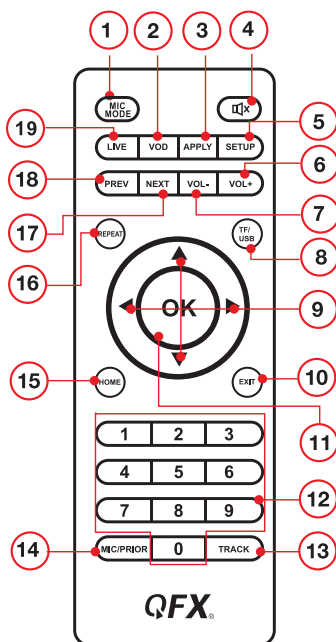 1 2 3 4
MIC MODE
5
19 LIVE VOD APPLY SETUP
6
18 PREV NEXT VOL- VOL+
17 7
REPEAT TF/USB
16 8
OK 9
15 HOME EXIT 10
11
1 2 3
4 5 6
7 8 9 12
14 MIC/PRIOR 0 TRACK 13
QFX®